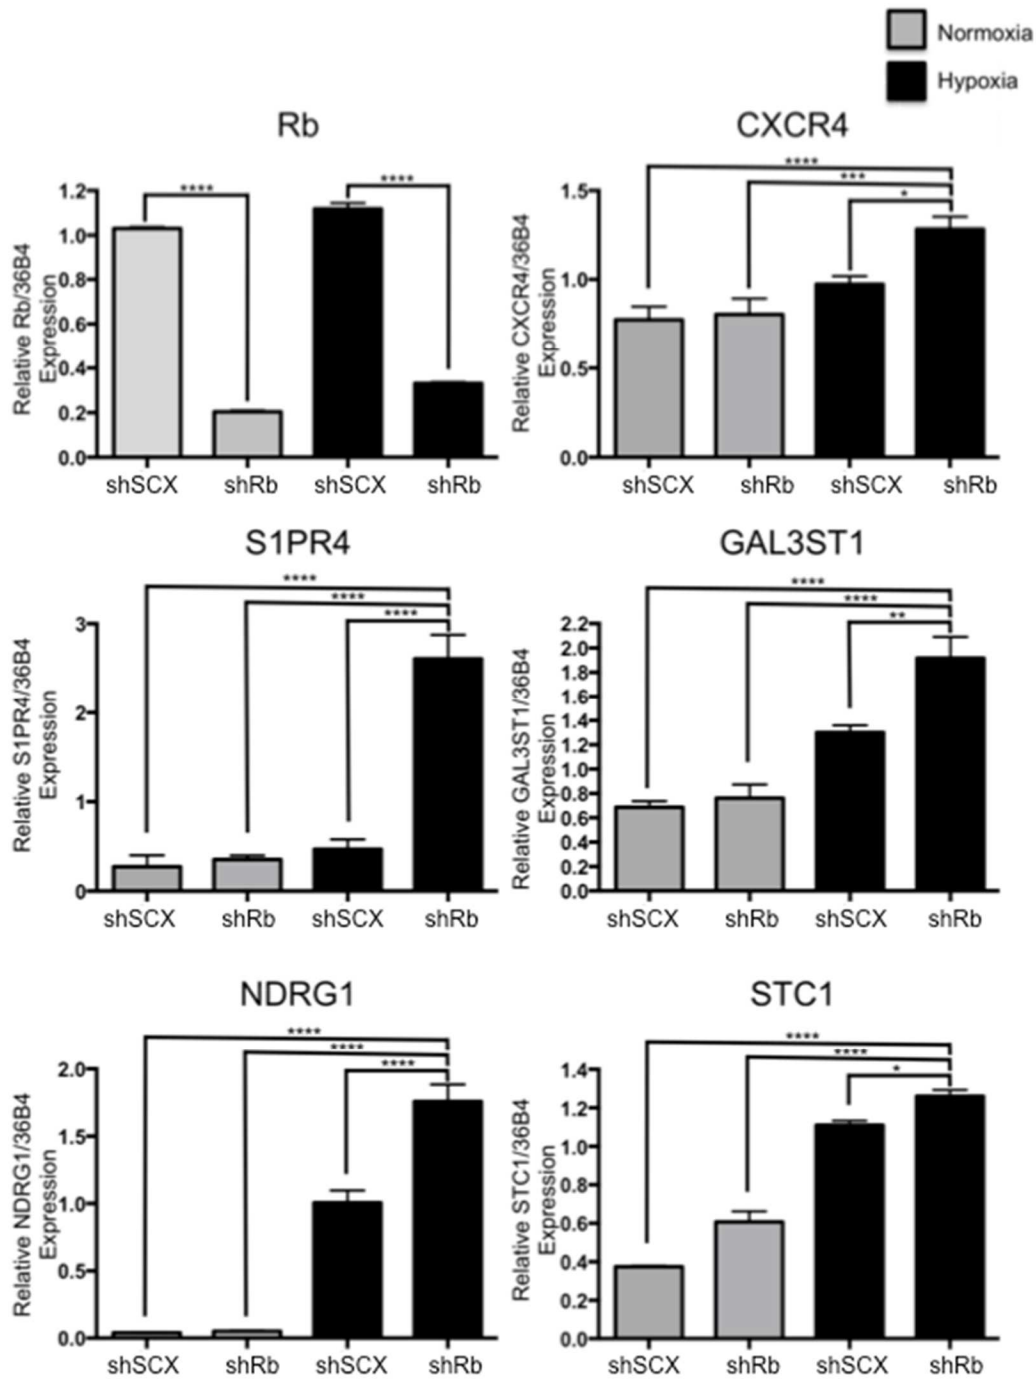 Normoxia
Hypoxia
Rb
Relative Rb/36B4
Expression
1.2
1.0
0.8
0.6
0.4
0.2
0.0
****
****
shSCX shRb shSCX shRb
CXCR4
Relative CXCR4/36B4
Expression
1.5
1.0
0.5
0.0
****
***
*
shSCX shRb shSCX shRb
S1PR4
Relative S1PR4/36B4
Expression
3
2
1
0
****
****
****
shSCX shRb shSCX shRb
GAL3ST1
Relative GAL3ST1/36B4
Expression
2.2
2.0
1.8
1.6
1.4
1.2
1.0
0.8
0.6
0.4
0.2
0.0
****
****
**
shSCX shRb shSCX shRb
NDRG1
Relative NDRG1/36B4
Expression
2.0
1.5
1.0
0.5
0.0
****
****
****
shSCX shRb shSCX shRb
STC1
Relative STC1/36B4
Expression
1.4
1.2
1.0
0.8
0.6
0.4
0.2
0.0
****
****
*
shSCX shRb shSCX shRb